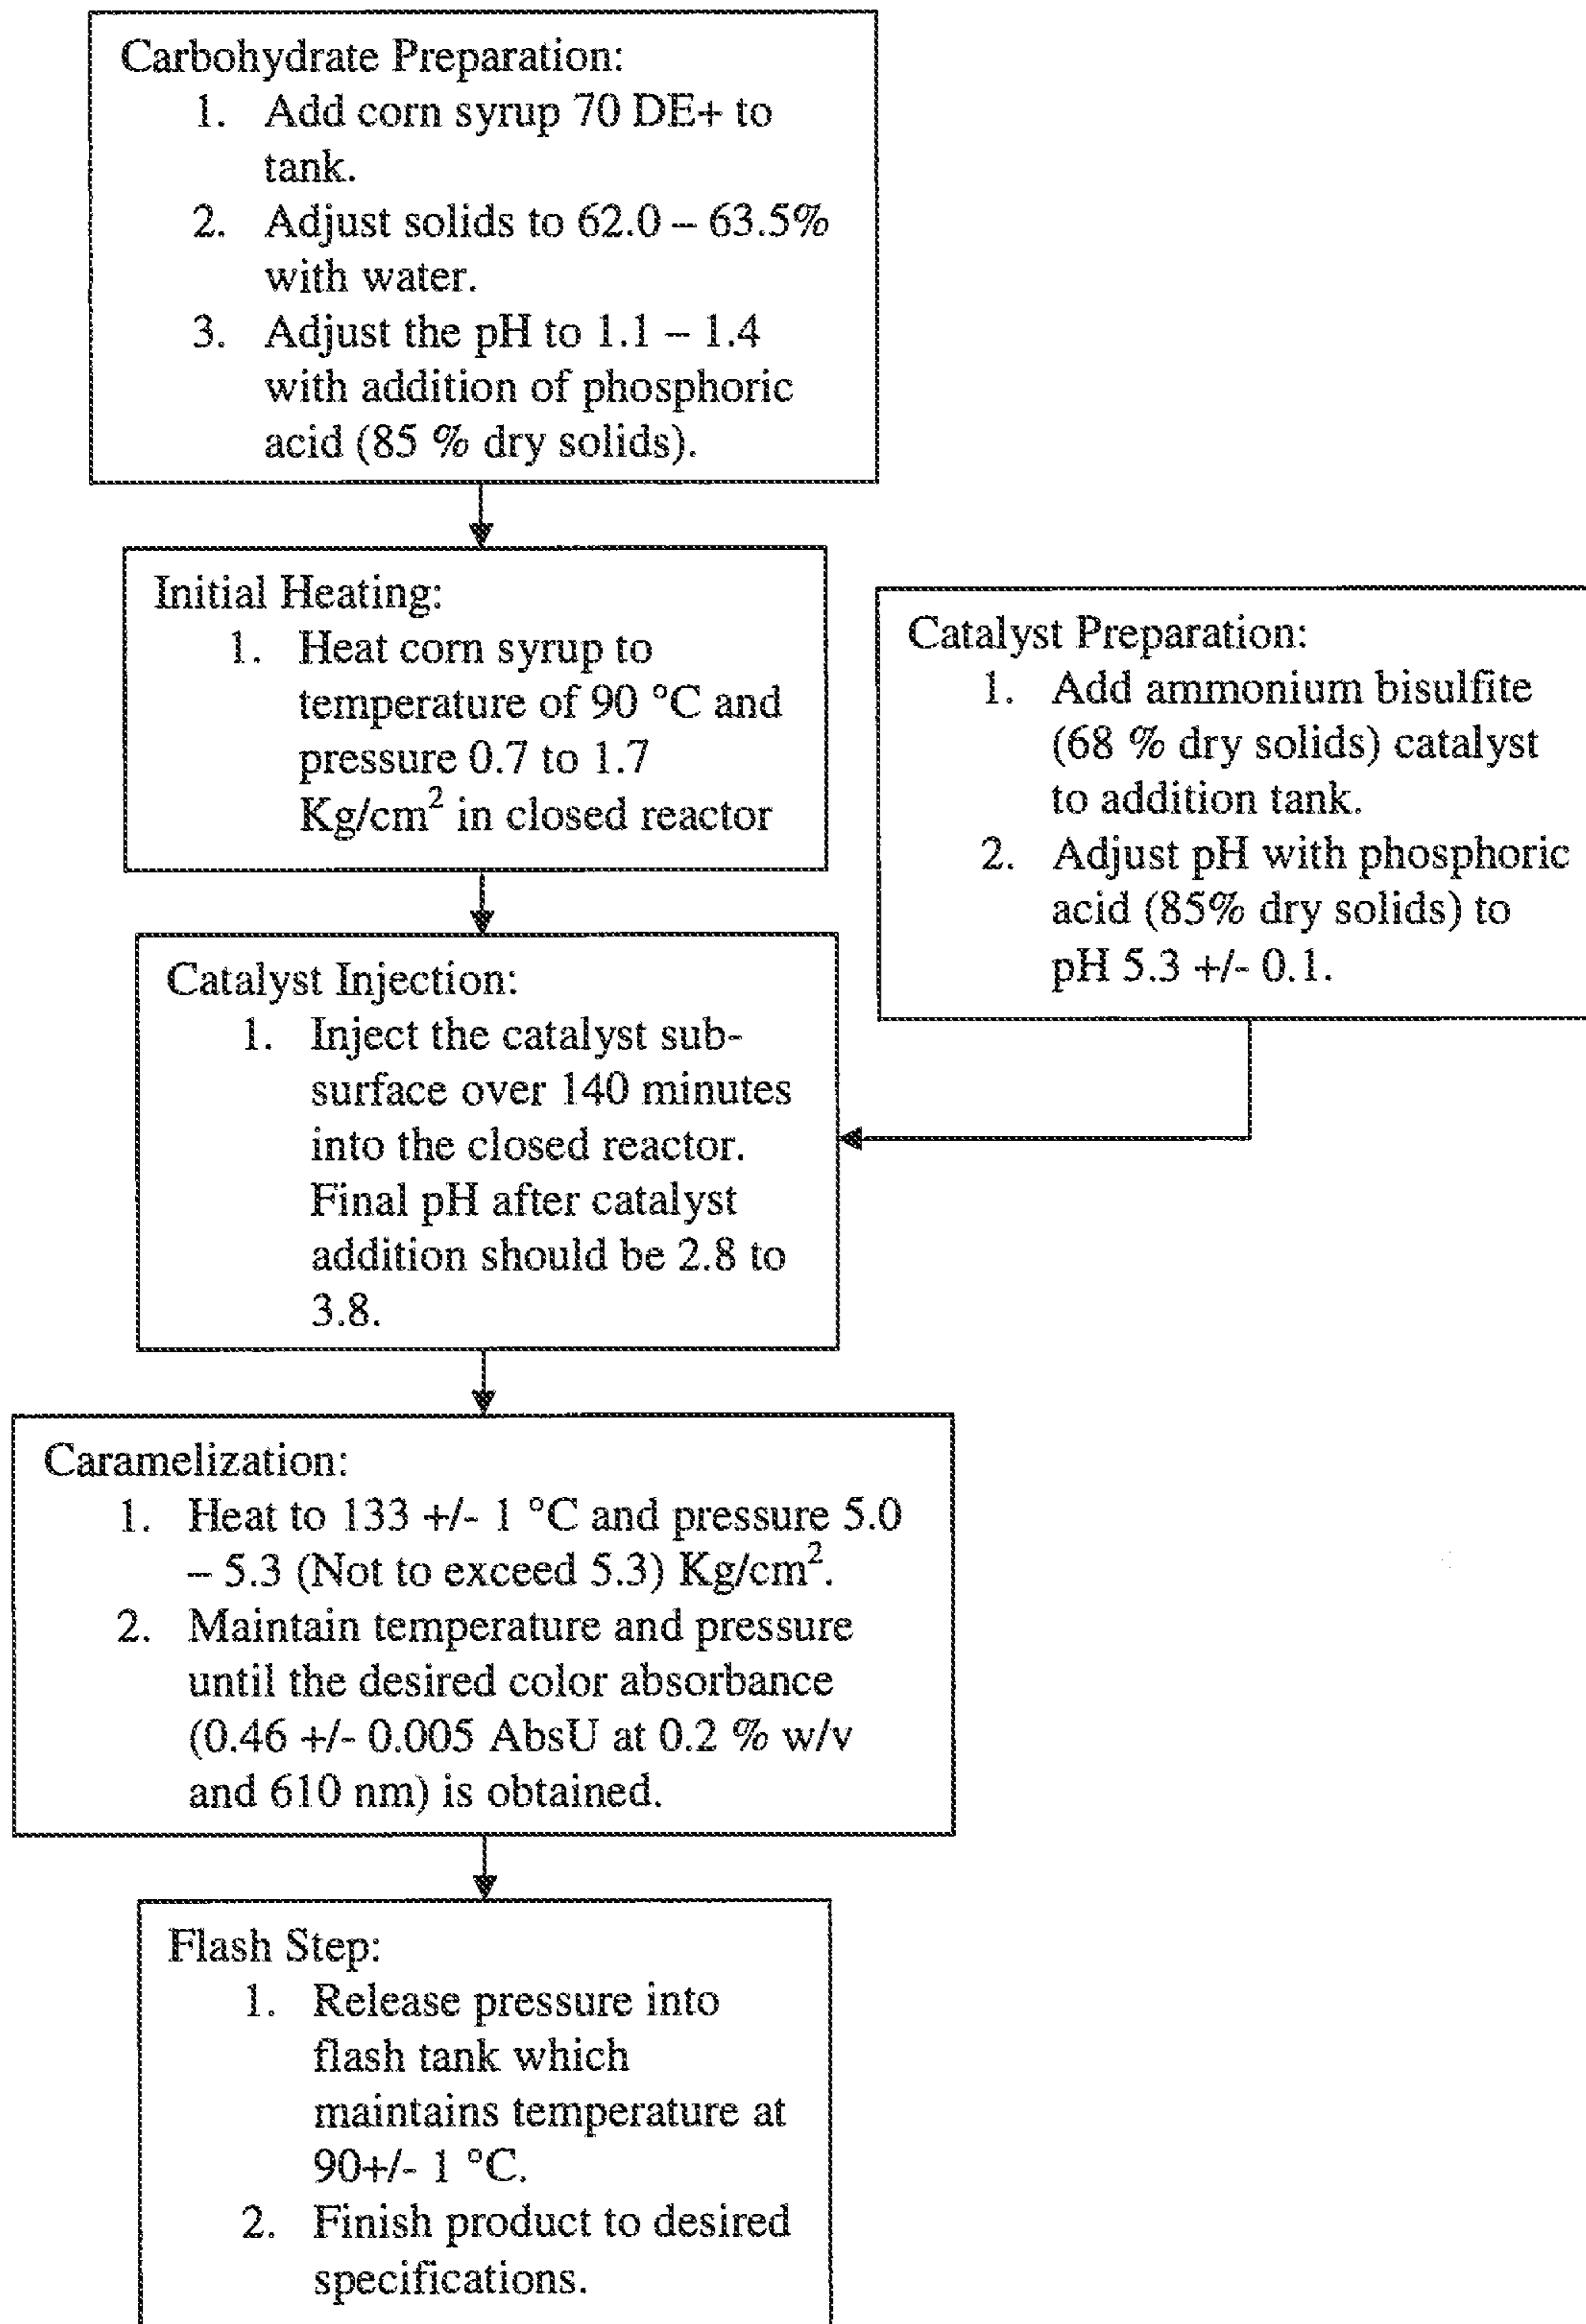 Carbohydrate Preparation:
1. Add corn syrup 70 DE+ to
tank.
2. Adjust solids to 62.0 – 63.5%
with water.
3. Adjust the pH to 1.1 – 1.4
with addition of phosphoric
acid (85 % dry solids).
Initial Heating:
1. Heat corn syrup to
temperature of 90 °C and
pressure 0.7 to 1.7
Kg/cm² in closed reactor
Catalyst Preparation:
1. Add ammonium bisulfite
(68 % dry solids) catalyst
to addition tank.
2. Adjust pH with phosphoric
acid (85% dry solids) to
pH 5.3 +/- 0.1.
Catalyst Injection:
1. Inject the catalyst sub-
surface over 140 minutes
into the closed reactor.
Final pH after catalyst
addition should be 2.8 to
3.8.
Caramelization:
1. Heat to 133 +/- 1 °C and pressure 5.0
– 5.3 (Not to exceed 5.3) Kg/cm².
2. Maintain temperature and pressure
until the desired color absorbance
(0.46 +/- 0.005 AbsU at 0.2 % w/v
and 610 nm) is obtained.
Flash Step:
1. Release pressure into
flash tank which
maintains temperature at
90+/- 1 °C.
2. Finish product to desired
specifications.